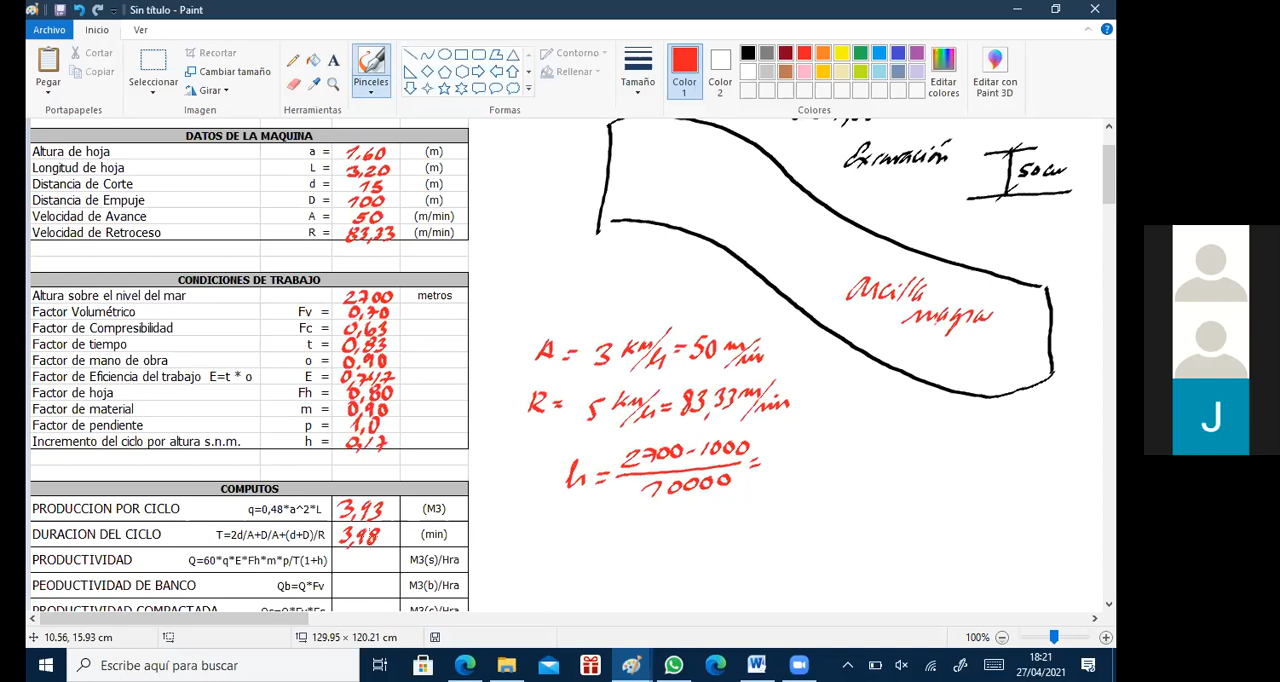 Sin título - Paint
Archivo Inicio Ver
Pegar
Cortar
Copiar
Portapapeles
Seleccionar
Recortar
Cambiar tamaño
Girar
Imagen
A
Herramientas
Pinceles
Contorno
Rellenar
Formas
Tamaño
Color 1
Color 2
Editar colores
Colores
Editar con Paint 3D
DATOS DE LA MAQUINA
Altura de hoja a = 1,60 (m)
Longitud de hoja L = 3,20 (m)
Distancia de Corte d = 15 (m)
Distancia de Empuje D = 100 (m)
Velocidad de Avance A = 50 (m/min)
Velocidad de Retroceso R = 83,33 (m/min)
CONDICIONES DE TRABAJO
Altura sobre el nivel del mar 2700 metros
Factor Volumétrico Fv = 0,70
Factor de Compresibilidad Fc = 0,63
Factor de tiempo t = 0,83
Factor de mano de obra o = 0,90
Factor de Eficiencia del trabajo E=t * o E = 0,747
Factor de hoja Fh = 0,80
Factor de material m = 0,90
Factor de pendiente p = 1,0
Incremento del ciclo por altura s.n.m. h = 0,17
COMPUTOS
PRODUCCION POR CICLO q=0,48*a^2*L 3,93 (M3)
DURACION DEL CICLO T=2d/A+D/A+(d+D)/R 3,98 (min)
PRODUCTIVIDAD Q=60*q*E*Fh*m*p/T(1+h) M3(s)/Hra
PEODUCTIVIDAD DE BANCO Qb=Q*Fv M3(b)/Hra
PRODUCTIVIDAD COMPACTADA Qc=Q*Fv*Fc M3(c)/Hra
Excavación
50 cm
Arcilla
magra
A = 3 Km/h = 50 m/min
R = 5 Km/h = 83,33 m/min
h = 2700-1000
10000 =
J
10.56, 15.93 cm
129.95 × 120.21 cm
100%
Escribe aquí para buscar
18:21
27/04/2021